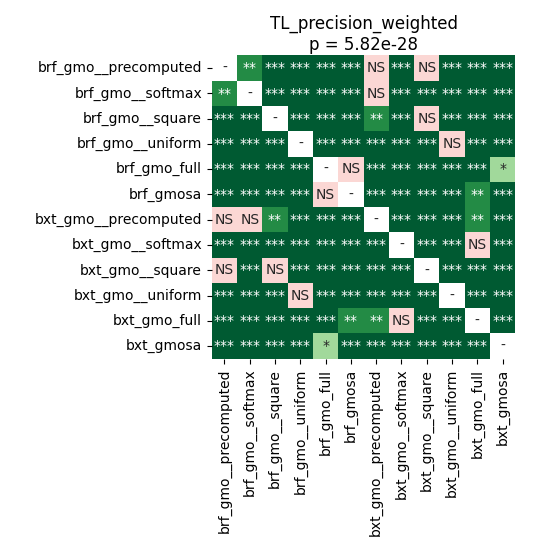 TL_precision_weighted
p = 5.82e-28
brf_gmo__precomputed - ** *** *** *** *** NS *** NS *** *** ***
brf_gmo__softmax ** - *** *** *** *** NS *** *** *** *** ***
brf_gmo__square *** *** - *** *** *** ** *** NS *** *** ***
brf_gmo__uniform *** *** *** - *** *** *** *** *** NS *** ***
brf_gmo_full *** *** *** *** - NS *** *** *** *** *** *
brf_gmosa *** *** *** *** NS - *** *** *** *** ** ***
bxt_gmo__precomputed NS NS ** *** *** *** - *** *** *** ** ***
bxt_gmo__softmax *** *** *** *** *** *** *** - *** *** NS ***
bxt_gmo__square NS *** NS *** *** *** *** *** - *** *** ***
bxt_gmo__uniform *** *** *** NS *** *** *** *** *** - *** ***
bxt_gmo_full *** *** *** *** *** ** ** NS *** *** - ***
bxt_gmosa *** *** *** *** * *** *** *** *** *** *** -
brf_gmo__precomputed
brf_gmo__softmax
brf_gmo__square
brf_gmo__uniform
brf_gmo_full
brf_gmosa
bxt_gmo__precomputed
bxt_gmo__softmax
bxt_gmo__square
bxt_gmo__uniform
bxt_gmo_full
bxt_gmosa